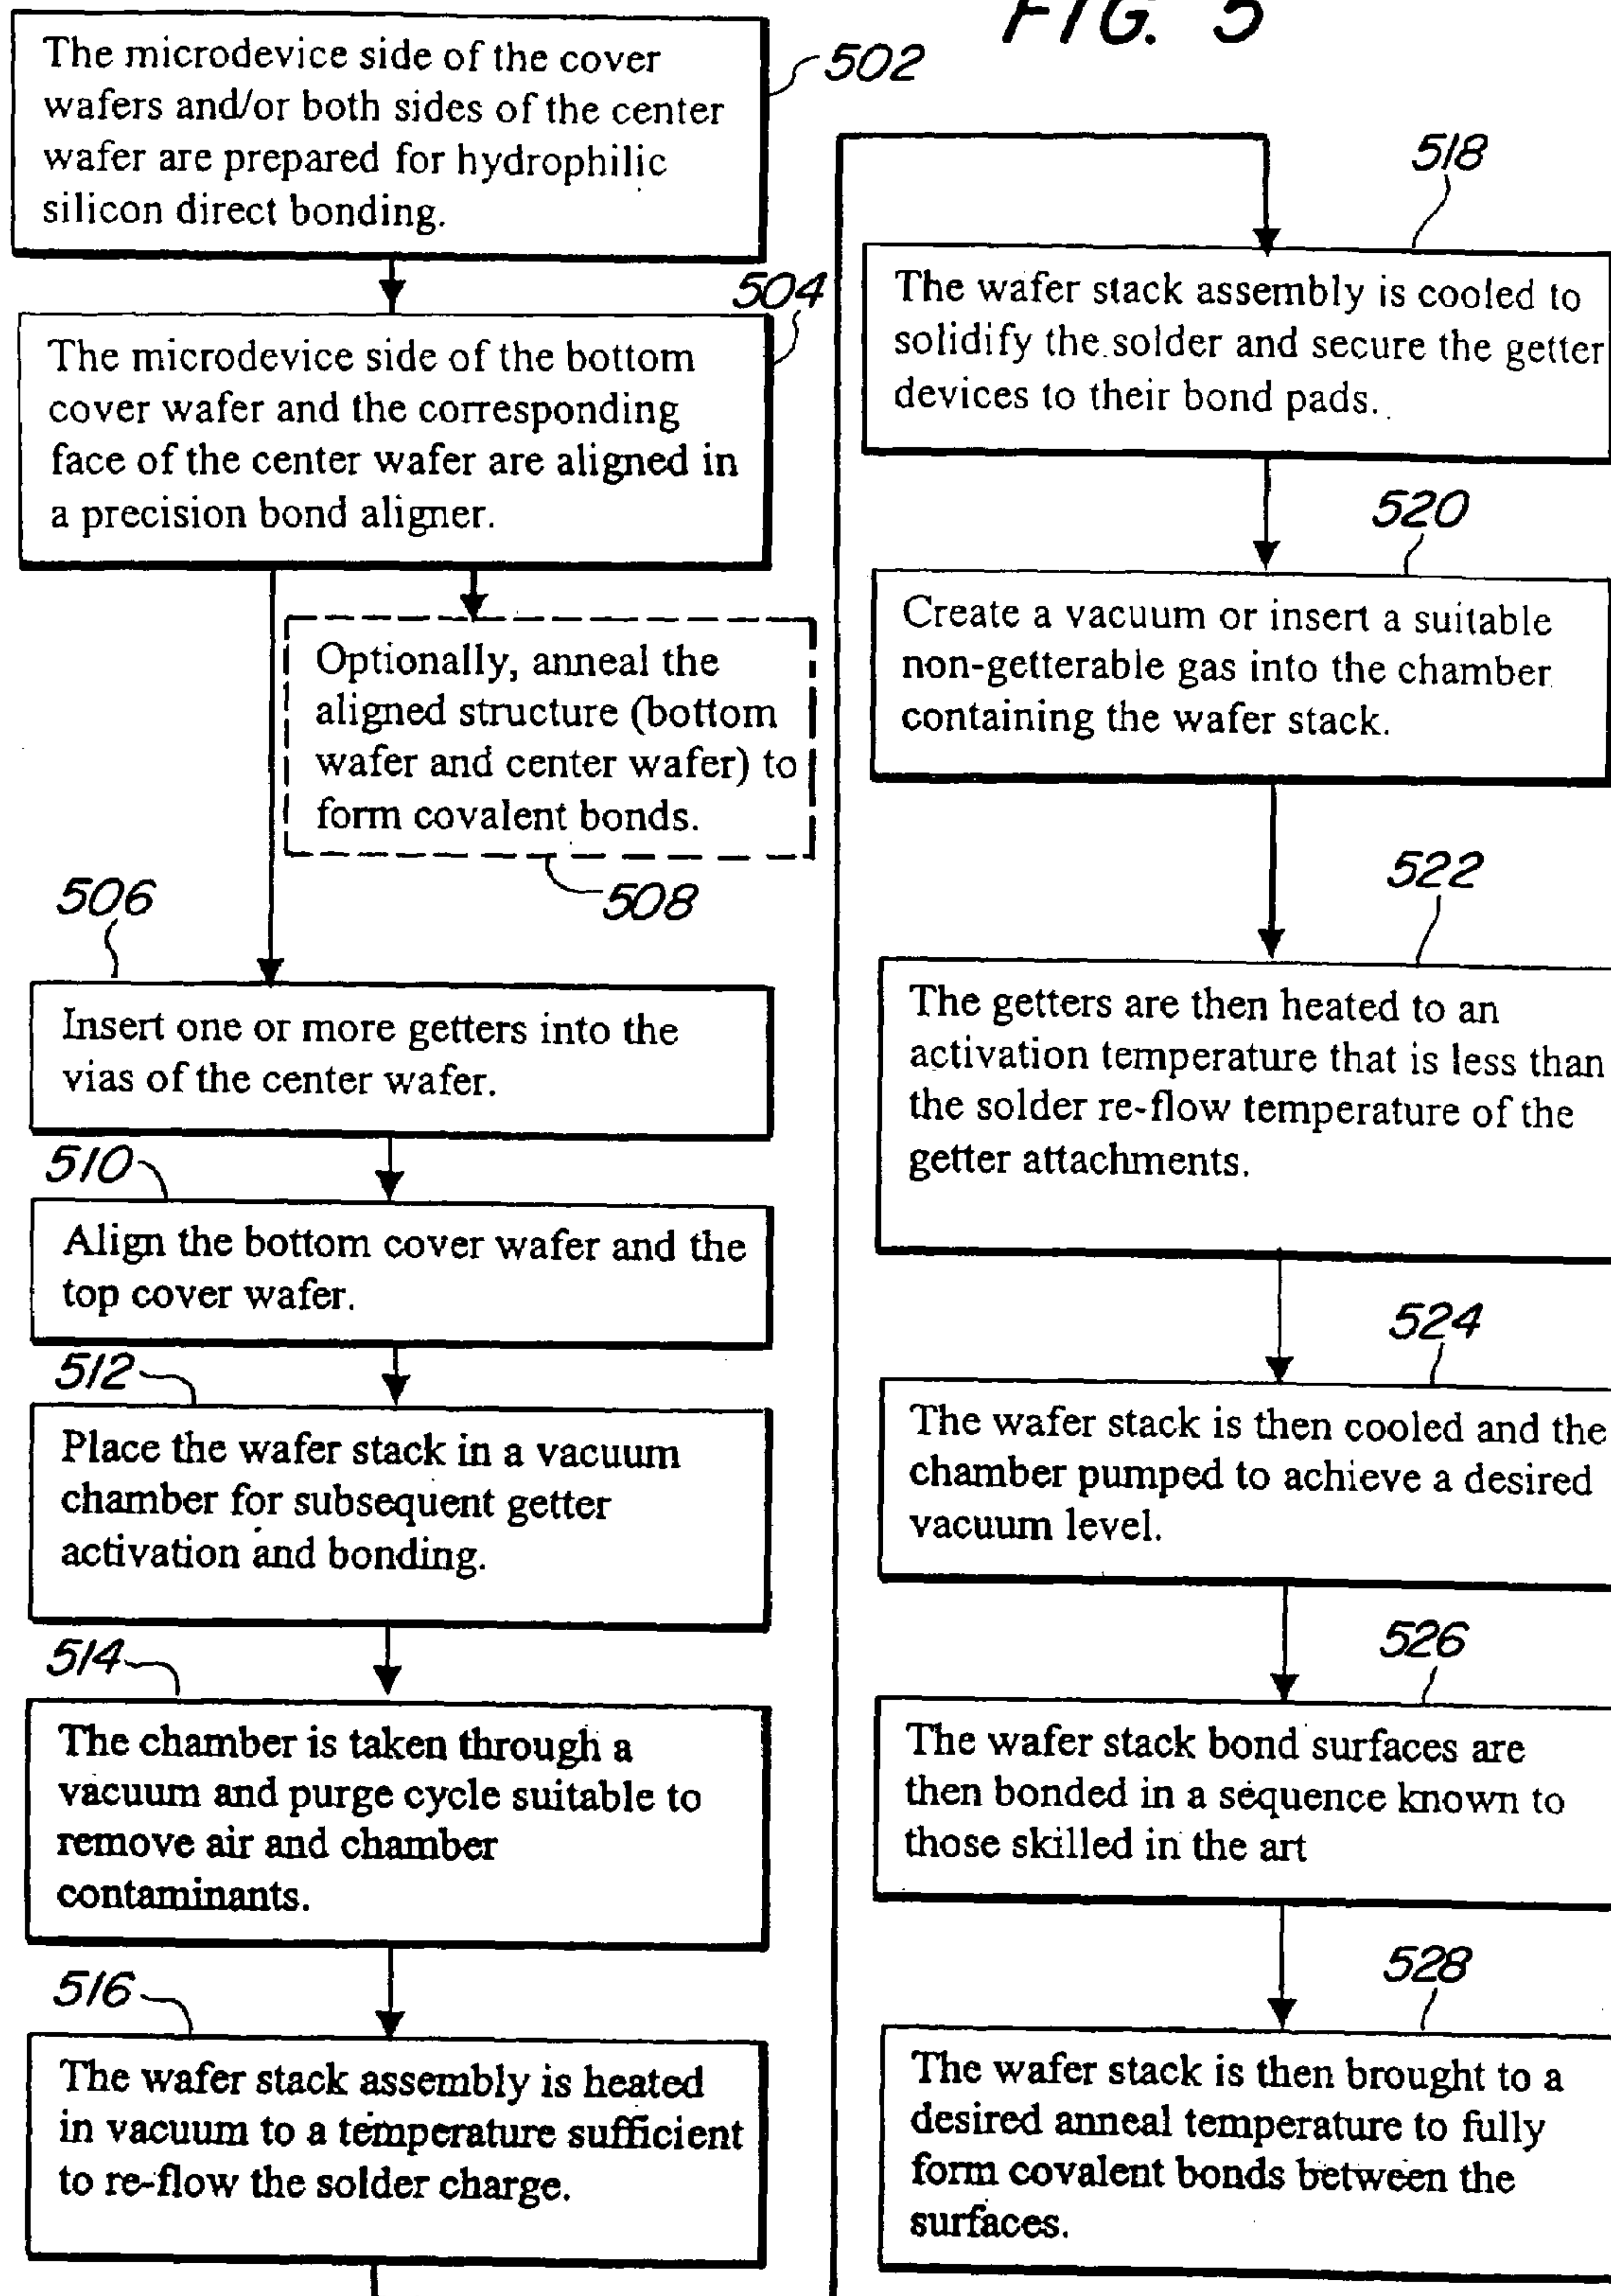 FIG. 5
The microdevice side of the cover
wafers and/or both sides of the center
wafer are prepared for hydrophilic
silicon direct bonding.
502
504
The microdevice side of the bottom
cover wafer and the corresponding
face of the center wafer are aligned in
a precision bond aligner.
Optionally, anneal the
aligned structure (bottom
wafer and center wafer) to
form covalent bonds.
508
506
Insert one or more getters into the
vias of the center wafer.
510
Align the bottom cover wafer and the
top cover wafer.
512
Place the wafer stack in a vacuum
chamber for subsequent getter
activation and bonding.
514
The chamber is taken through a
vacuum and purge cycle suitable to
remove air and chamber
contaminants.
516
The wafer stack assembly is heated
in vacuum to a temperature sufficient
to re-flow the solder charge.
518
The wafer stack assembly is cooled to
solidify the solder and secure the getter
devices to their bond pads.
520
Create a vacuum or insert a suitable
non-getterable gas into the chamber
containing the wafer stack.
522
The getters are then heated to an
activation temperature that is less than
the solder re-flow temperature of the
getter attachments.
524
The wafer stack is then cooled and the
chamber pumped to achieve a desired
vacuum level.
526
The wafer stack bond surfaces are
then bonded in a sequence known to
those skilled in the art
528
The wafer stack is then brought to a
desired anneal temperature to fully
form covalent bonds between the
surfaces.